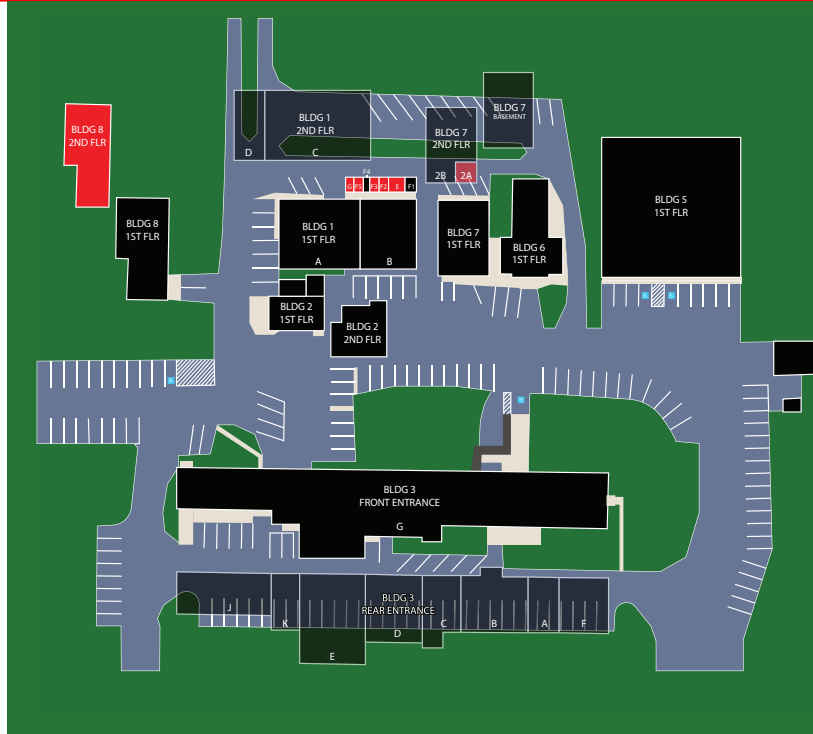 BLDG 8
2ND FLR
BLDG 8
1ST FLR
BLDG 1
2ND FLR
D
C
BLDG 7
BASEMENT
BLDG 7
2ND FLR
2B
2A
F4
G
F5
F3
F2
E
F1
BLDG 1
1ST FLR
A
B
BLDG 7
1ST FLR
BLDG 6
1ST FLR
BLDG 5
1ST FLR
BLDG 2
1ST FLR
BLDG 2
2ND FLR
BLDG 3
FRONT ENTRANCE
G
BLDG 3
REAR ENTRANCE
J
K
E
D
C
B
A
F